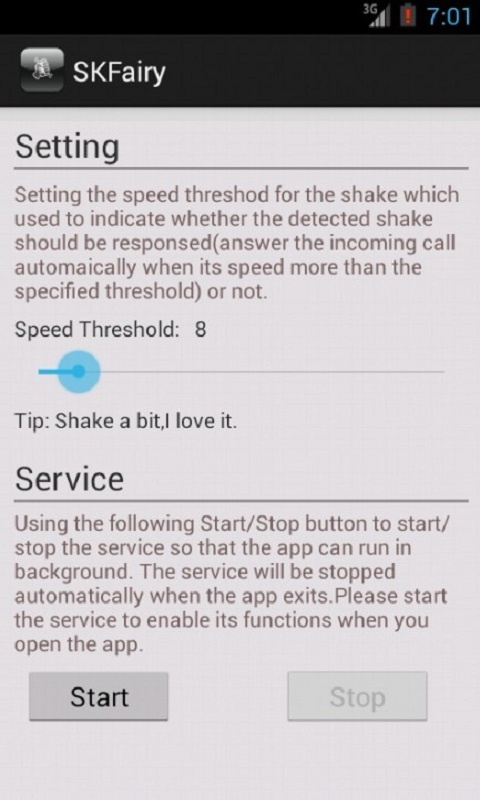 3G 7:01
SKFairy
Setting
Setting the speed threshod for the shake which
used to indicate whether the detected shake
should be responsed(answer the incoming call
automaically when its speed more than the
specified threshold) or not.
Speed Threshold: 8
Tip: Shake a bit,I love it.
Service
Using the following Start/Stop button to start/
stop the service so that the app can run in
background. The service will be stopped
automatically when the app exits.Please start
the service to enable its functions when you
open the app.
Start Stop